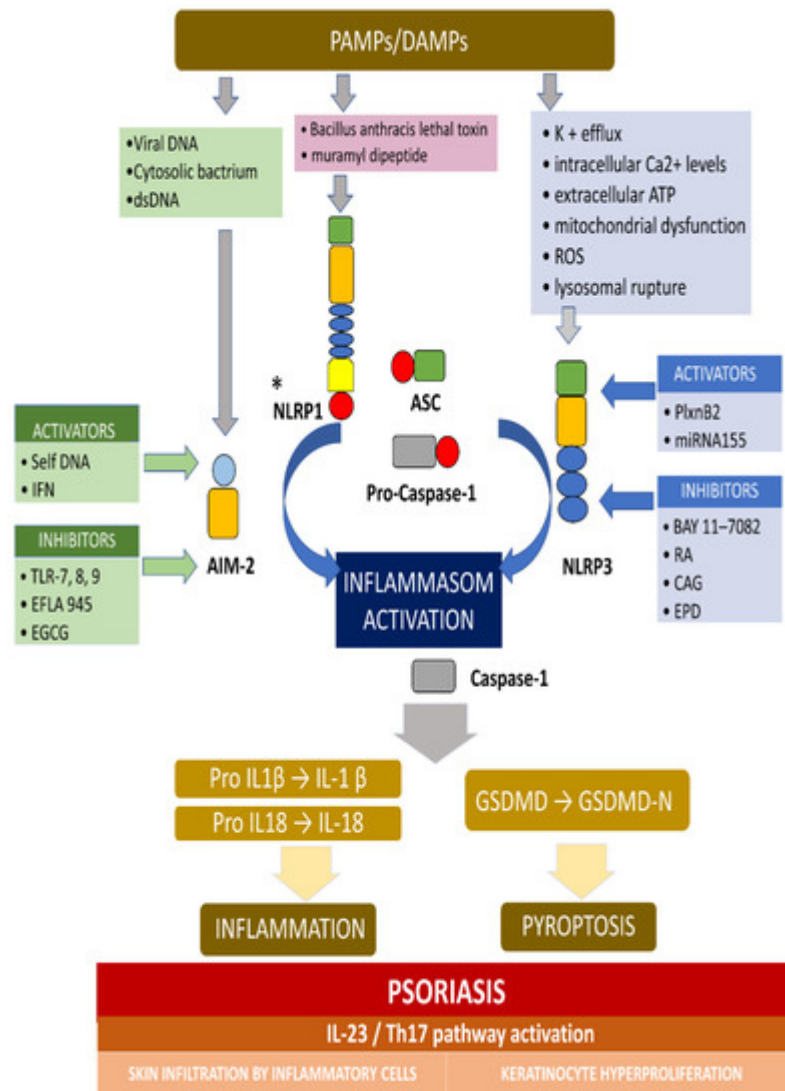 PAMPs/DAMPs
•Viral DNA
•Cytosolic bactrium
•dsDNA
• Bacillus anthracis lethal toxin
• muramyl dipeptide
• K + efflux
• intracellular Ca2+ levels
• extracellular ATP
• mitochondrial dysfunction
• ROS
• lysosomal rupture
*
NLRP1
ASC
Pro-Caspase-1
ACTIVATORS
• Self DNA
• IFN
INHIBITORS
• TLR-7, 8, 9
• EFLA 945
• EGCG
AIM-2
ACTIVATORS
• PlxnB2
• miRNA155
INHIBITORS
• BAY 11–7082
• RA
• CAG
• EPD
NLRP3
INFLAMMASOM
ACTIVATION
Caspase-1
Pro IL1β → IL-1 β
Pro IL18 → IL-18
GSDMD → GSDMD-N
INFLAMMATION
PYROPTOSIS
PSORIASIS
IL-23 / Th17 pathway activation
SKIN INFILTRATION BY INFLAMMATORY CELLS
KERATINOCYTE HYPERPROLIFERATION